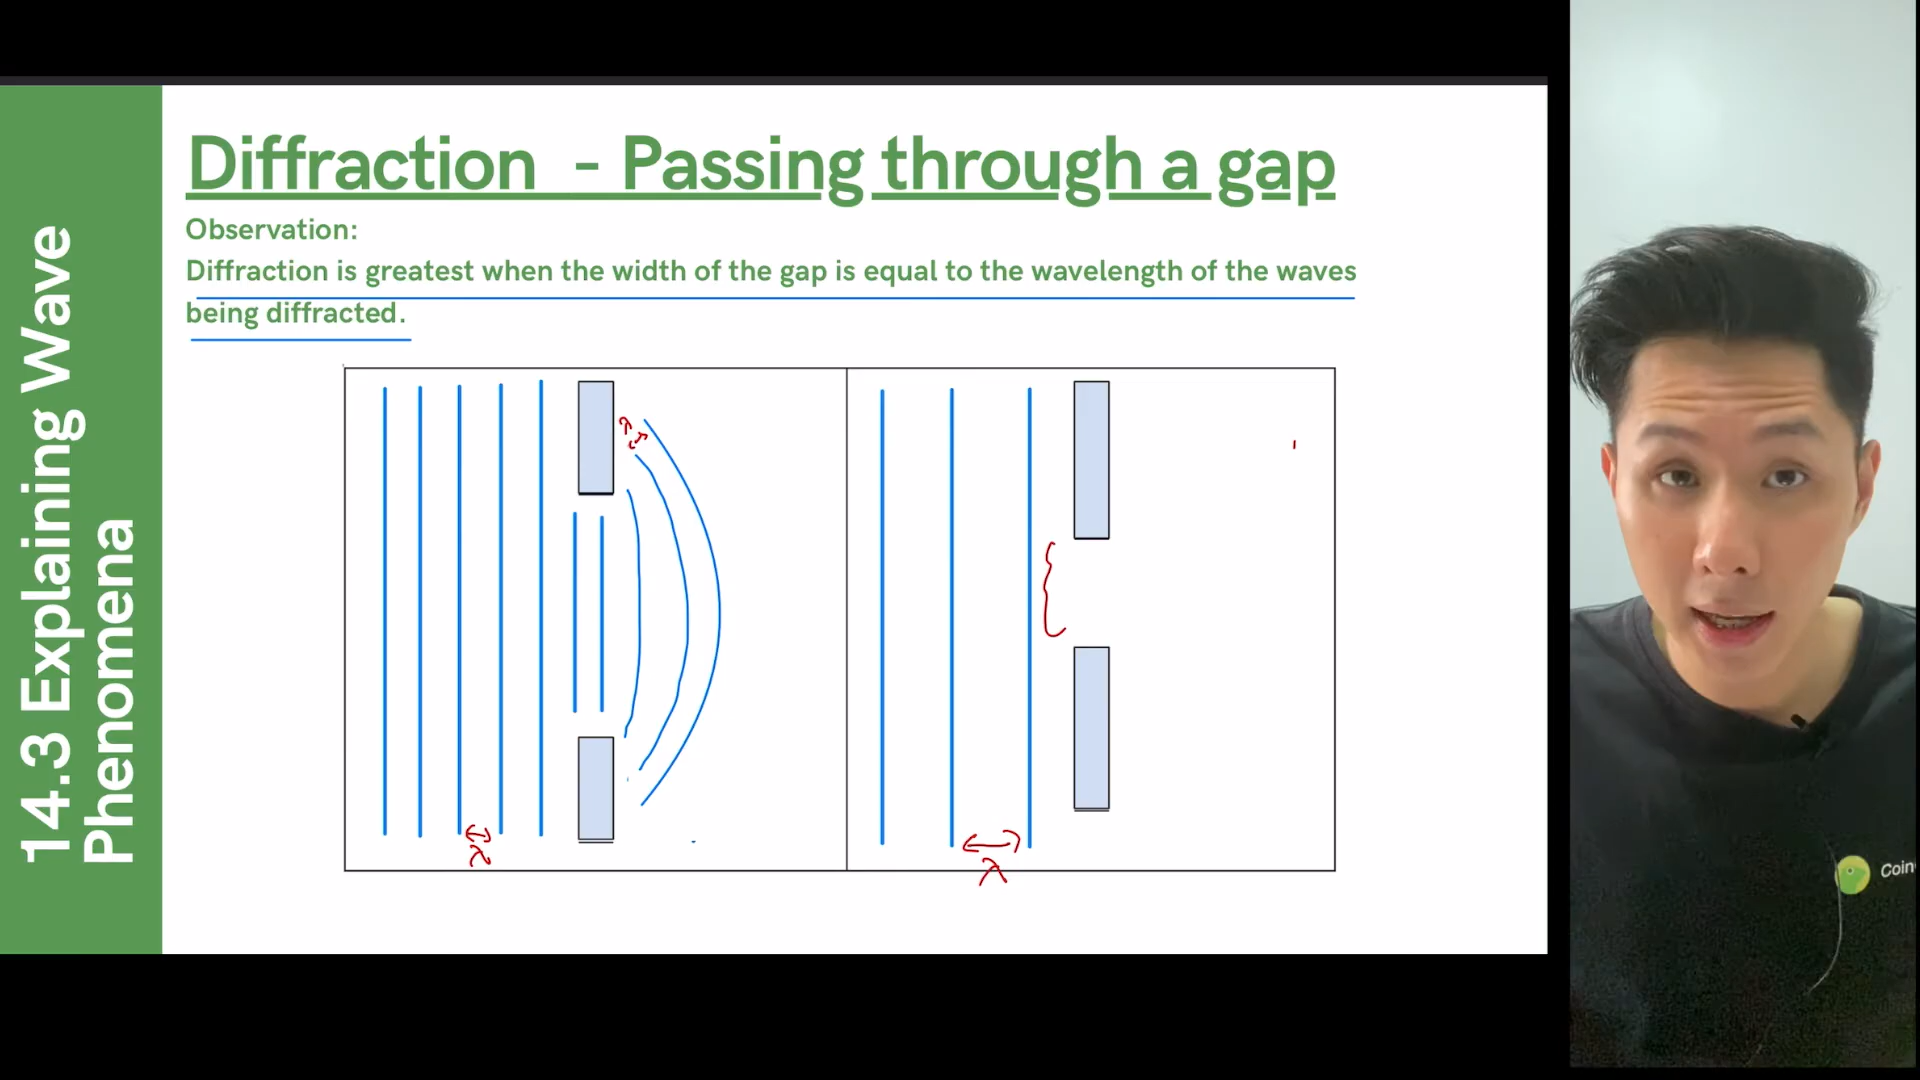 14.3 Explaining Wave
Phenomena
Diffraction - Passing through a gap
Observation:
Diffraction is greatest when the width of the gap is equal to the wavelength of the waves
being diffracted.
λ
λ
λ
Coin